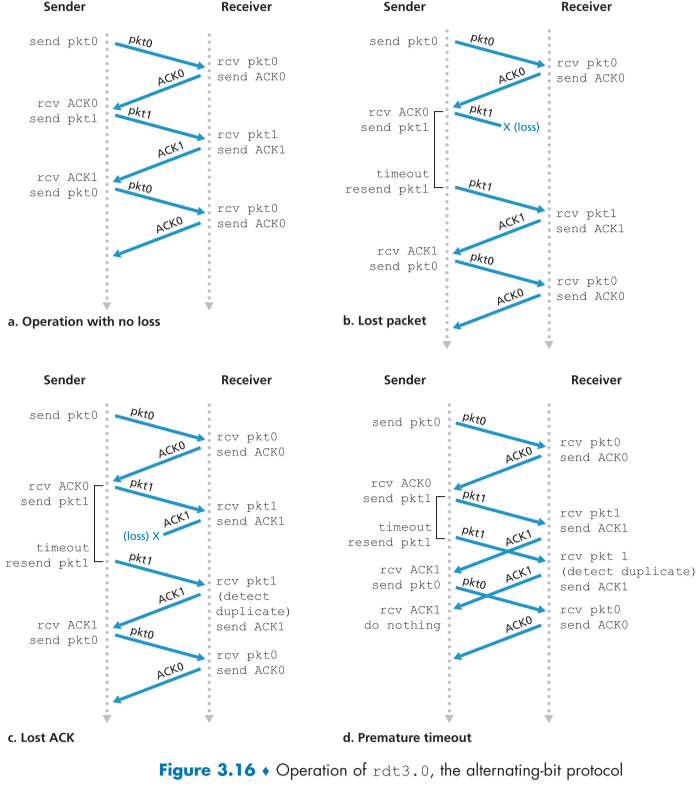 Sender
Receiver
send pkt0
pkt0
rcv pkt0
send ACK0
ACK0
rcv ACK0
send pkt1
pkt1
rcv pkt1
send ACK1
ACK1
rcv ACK1
send pkt0
pkt0
rcv pkt0
send ACK0
ACK0
a. Operation with no loss
Sender
Receiver
send pkt0
pkt0
rcv pkt0
send ACK0
ACK0
rcv ACK0
send pkt1
pkt1
X (loss)
timeout
resend pkt1
pkt1
rcv pkt1
send ACK1
ACK1
rcv ACK1
send pkt0
pkt0
rcv pkt0
send ACK0
ACK0
b. Lost packet
Sender
Receiver
send pkt0
pkt0
rcv pkt0
send ACK0
ACK0
rcv ACK0
send pkt1
pkt1
rcv pkt1
send ACK1
ACK1
(loss) X
timeout
resend pkt1
pkt1
rcv pkt1
(detect
duplicate)
send ACK1
ACK1
rcv ACK1
send pkt0
pkt0
rcv pkt0
send ACK0
ACK0
c. Lost ACK
Sender
Receiver
send pkt0
pkt0
rcv pkt0
send ACK0
ACK0
rcv ACK0
send pkt1
pkt1
rcv pkt1
send ACK1
timeout
resend pkt1
pkt1
ACK1
rcv pkt 1
(detect duplicate)
send ACK1
rcv ACK1
send pkt0
pkt0
ACK1
rcv ACK1
do nothing
rcv pkt0
send ACK0
ACK0
d. Premature timeout
Figure 3.16 ♦ Operation of rdt3.0, the alternating-bit protocol